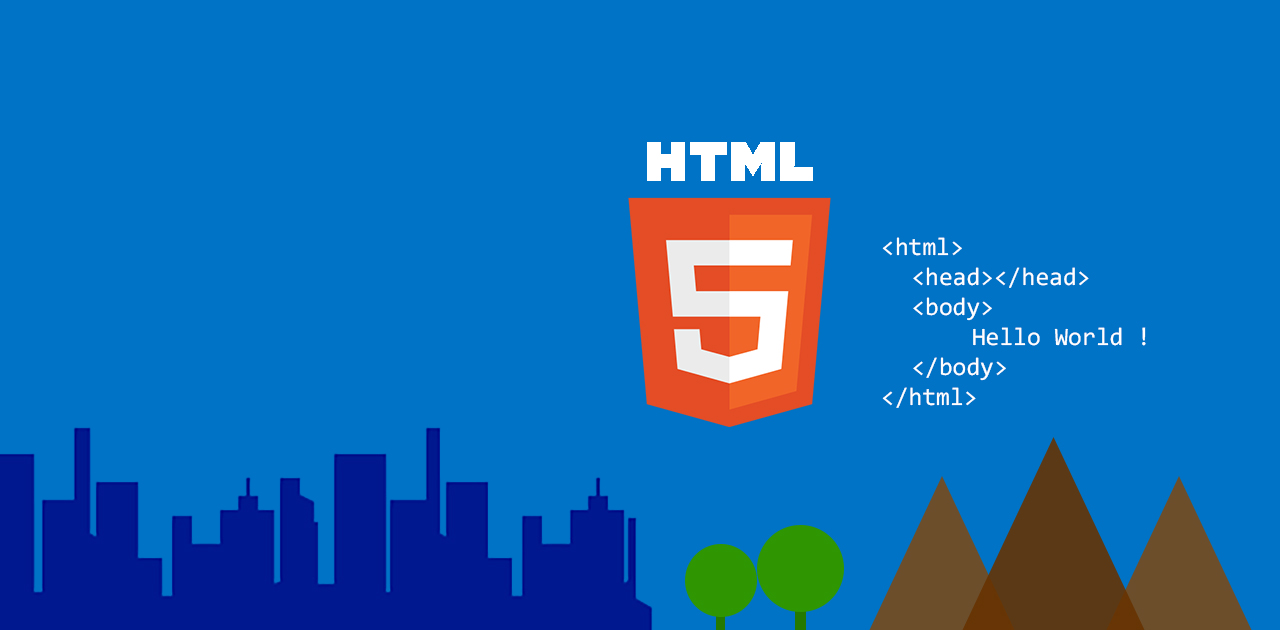 HTML
5
<html>
<head></head>
<body>
Hello World !
</body>
</html>